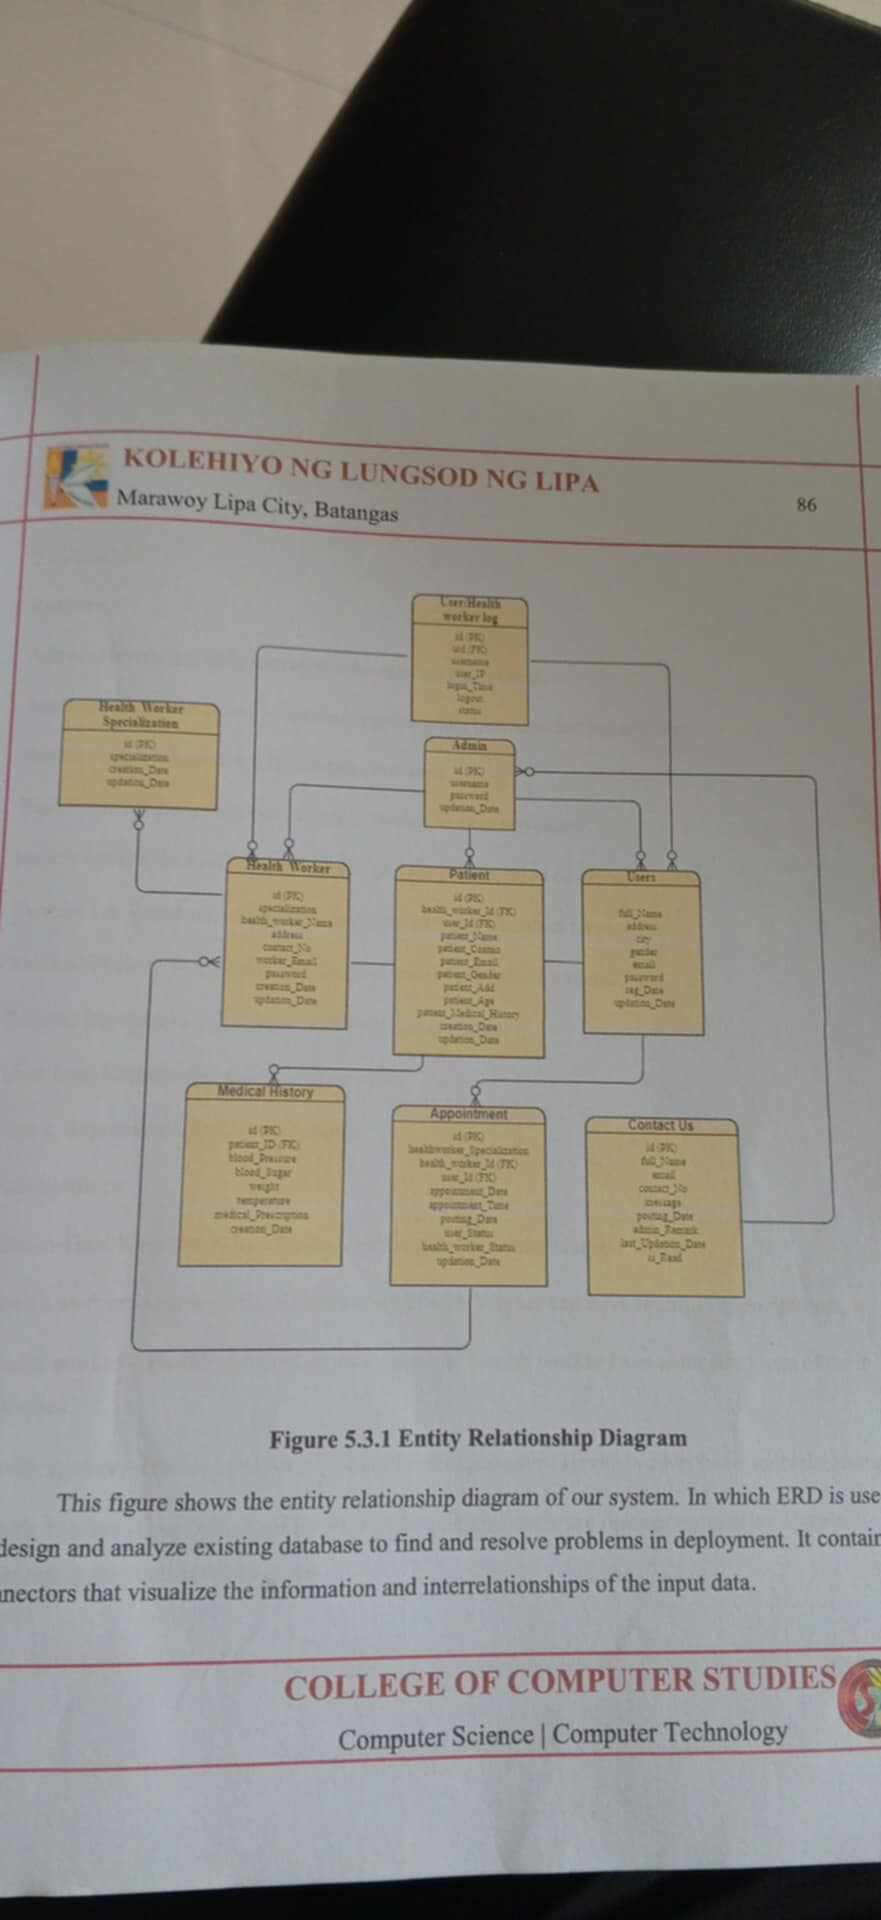 KOLEHIYO NG LUNGSOD NG LIPA
Marawoy Lipa City, Batangas
86
User/Health
worker log
id (PK)
uid (FK)
username
user_IP
login_Time
logout
status
Health Worker
Specialization
id (PK)
specialization
creation_Date
updation_Date
Admin
id (PK)
username
password
updation_Date
Health Worker
id (PK)
specialization
health_worker_Name
address
contact_No
worker_Email
password
creation_Date
updation_Date
Patient
id (PK)
health_worker_Id (FK)
user_Id (FK)
patient_Name
patient_Contno
patient_Email
patient_Gender
patient_Add
patient_Age
patient_Medical_History
creation_Date
updation_Date
Users
full_Name
address
city
gender
email
password
reg_Date
updation_Date
Medical History
id (PK)
patient_ID (FK)
blood_Pressure
blood_Sugar
weight
temperature
medical_Prescription
creation_Date
Appointment
id (PK)
healthworker_Specialization
health_worker_Id (FK)
user_Id (FK)
appointment_Date
appointment_Time
posting_Date
user_Status
health_worker_Status
updation_Date
Contact Us
id (PK)
full_Name
email
contact_No
message
posting_Date
admin_Remark
last_Updation_Date
is_Read
Figure 5.3.1 Entity Relationship Diagram
This figure shows the entity relationship diagram of our system. In which ERD is use
design and analyze existing database to find and resolve problems in deployment. It contain
nnectors that visualize the information and interrelationships of the input data.
COLLEGE OF COMPUTER STUDIES
Computer Science | Computer Technology